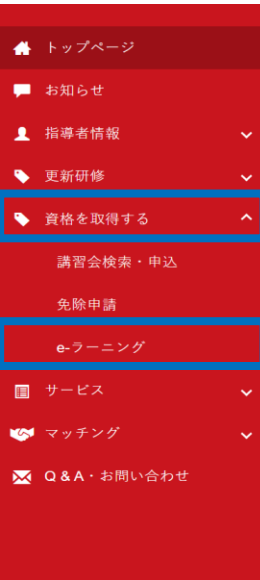 トップページ
お知らせ
指導者情報
更新研修
資格を取得する
講習会検索・申込
免除申請
e-ラーニング
サービス
マッチング
Q&A・お問い合わせ